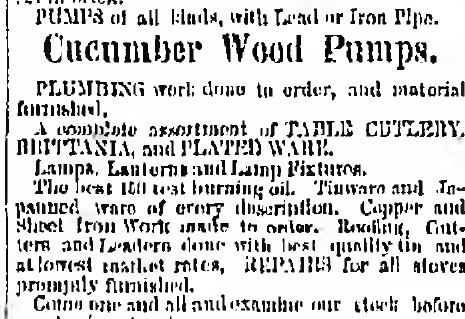 PUMPS of all kinds, with Lead or Iron Pipe.
Cucumber Wood Pumps.
PLUMBING work done to order, and material
furnished.
A complete assortment of TABLE CUTLERY,
BRITTANIA, and PLATED WARE.
Lamps, Lanterns and Lamp Fixtures.
The best 150 test burning oil. Tinware and Ja-
panned ware of every description. Copper and
Sheet Iron Work made to order. Roofing, Gut-
ters and Leaders done with best quality tin and
at lowest market rates, REPAIRS for all stoves
promptly furnished.
Come one and all and examine our stock before